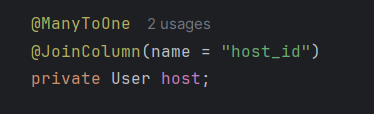 @ManyToOne 2 usages
@JoinColumn(name = "host_id")
private User host;